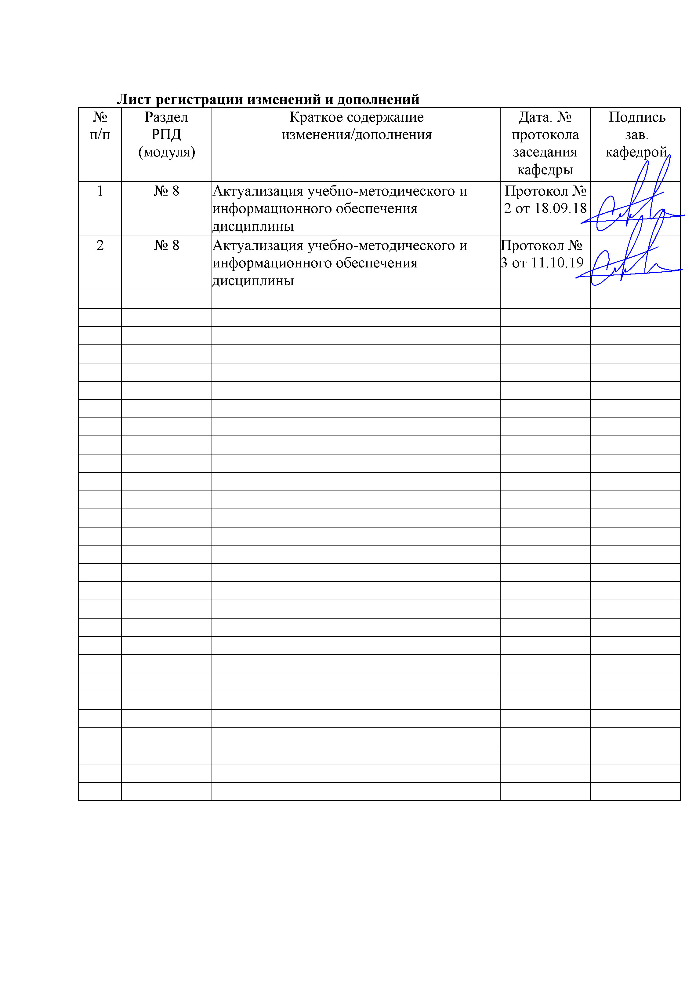 Лист регистрации изменений и дополнений
№
п/п
Раздел
РПД
(модуля)
Краткое содержание
изменения/дополнения
Дата. №
протокола
заседания
кафедры
Подпись
зав.
кафедрой
1
№ 8
Актуализация учебно-методического и
информационного обеспечения
дисциплины
Протокол №
2 от 18.09.18
2
№ 8
Актуализация учебно-методического и
информационного обеспечения
дисциплины
Протокол №
3 от 11.10.19